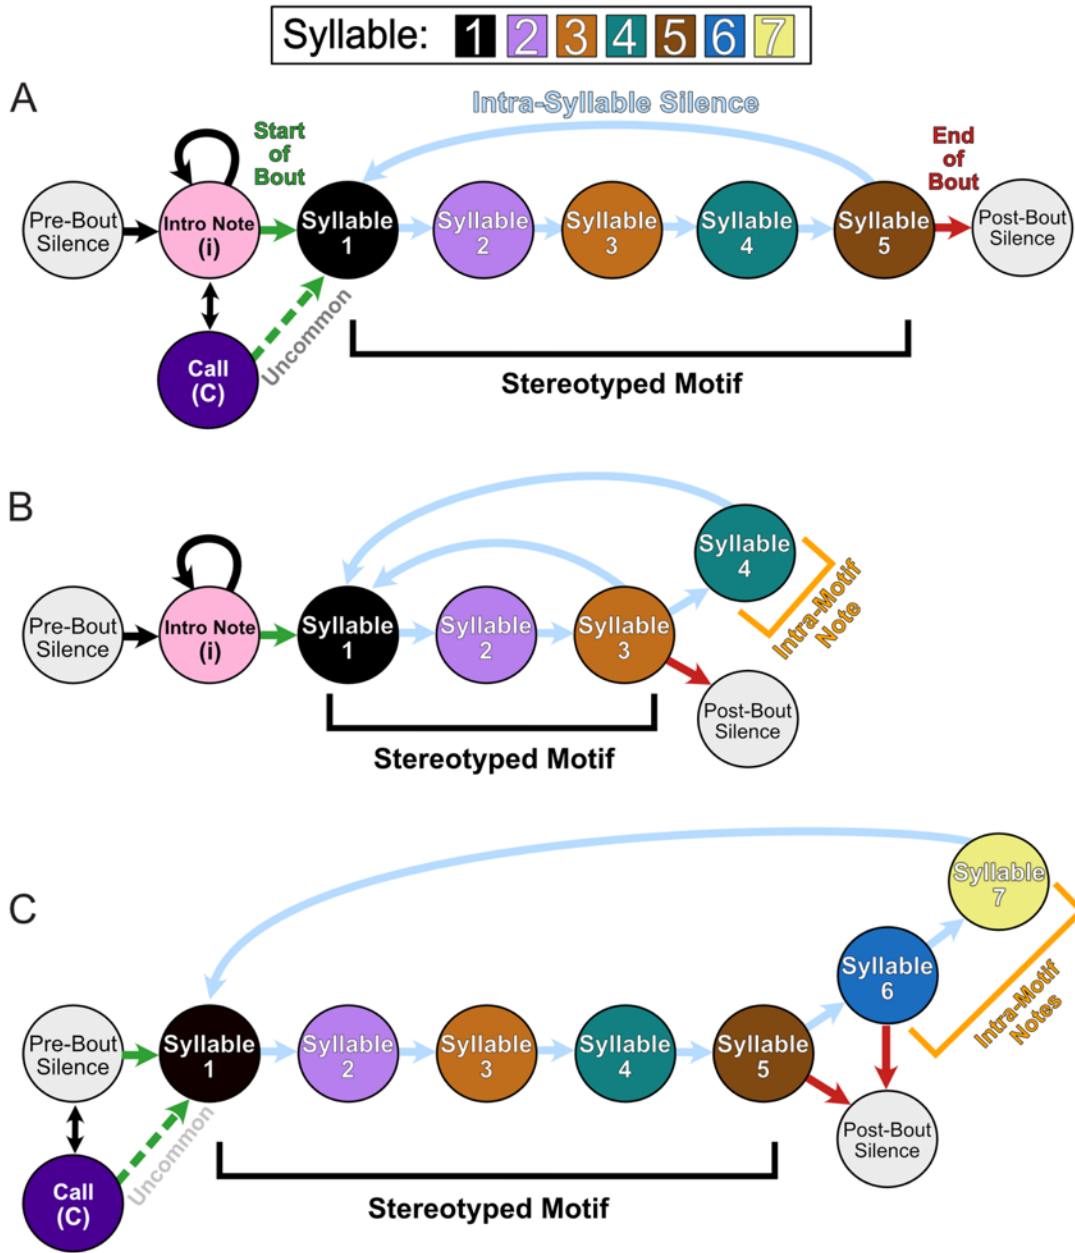 Syllable: 1 2 3 4 5 6 7
A
Intra-Syllable Silence
Start
of
Bout
End
of
Bout
Pre-Bout
Silence
Intro Note
(i)
Syllable
1
Syllable
2
Syllable
3
Syllable
4
Syllable
5
Post-Bout
Silence
Call
(C)
Uncommon
Stereotyped Motif
B
Pre-Bout
Silence
Intro Note
(i)
Syllable
1
Syllable
2
Syllable
3
Syllable
4
Intra-Motif
Note
Post-Bout
Silence
Stereotyped Motif
C
Pre-Bout
Silence
Syllable
1
Syllable
2
Syllable
3
Syllable
4
Syllable
5
Syllable
6
Syllable
7
Intra-Motif
Notes
Post-Bout
Silence
Call
(C)
Uncommon
Stereotyped Motif